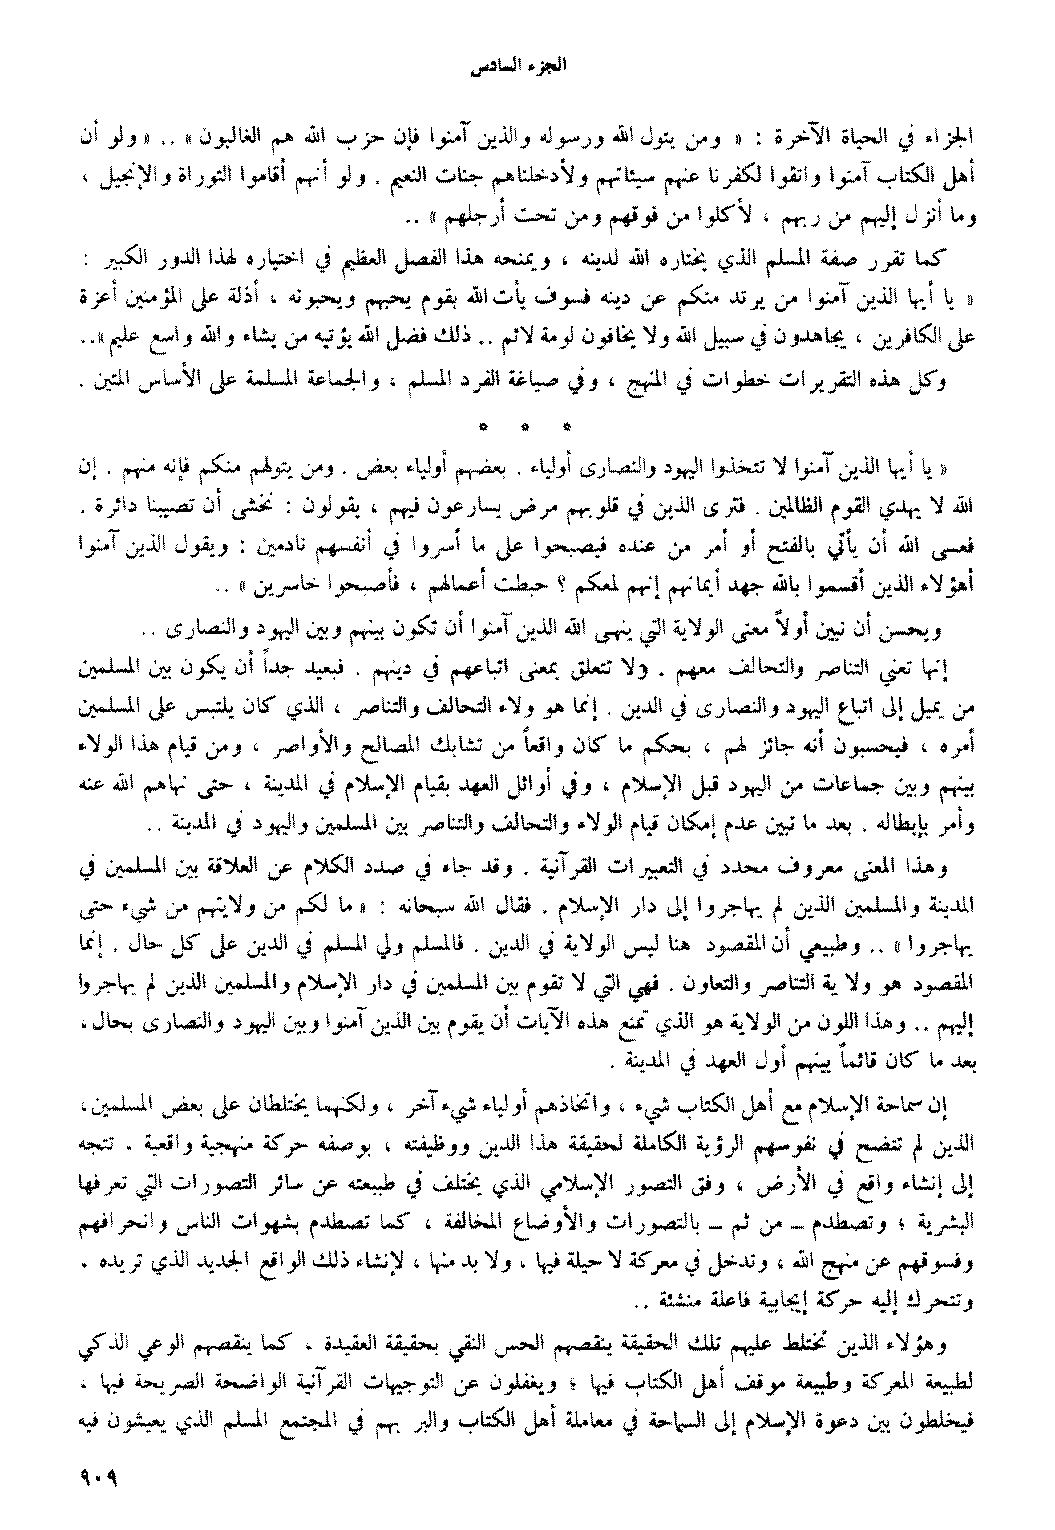 الجزء السادس
الجزاء في الحياة الآخرة : « ومن يتول الله ورسوله والذين آمنوا فإن حزب الله هم الغالبون » .. « ولو أن
أهل الكتاب آمنوا واتقوا لكفرنا عنهم سيئاتهم ولأدخلناهم جنات النعيم . ولو أنهم أقاموا التوراة والإنجيل ،
وما أنزل إليهم من ربهم ، لأكلوا من فوقهم ومن تحت أرجلهم » ..
كما تقرر صفة المسلم الذي يختاره الله لدينه ، ويمنحه هذا الفضل العظيم في اختياره لهذا الدور الكبير :
« يا أيها الذين آمنوا من يرتد منكم عن دينه فسوف يأت الله بقوم يحبهم ويحبونه ، أذلة على المؤمنين أعزة
على الكافرين ، يجاهدون في سبيل الله ولا يخافون لومة لائم .. ذلك فضل الله يؤتيه من يشاء والله واسع عليم » ..
وكل هذه التقريرات خطوات في المنهج ، وفي صياغة الفرد المسلم ، والجماعة المسلمة على الأساس المتين .
* * *
« يا أيها الذين آمنوا لا تتخذوا اليهود والنصارى أولياء . بعضهم أولياء بعض . ومن يتولهم منكم فإنه منهم . إن
الله لا يهدي القوم الظالمين . فترى الذين في قلوبهم مرض يسارعون فيهم ، يقولون : نخشى أن تصيبنا دائرة .
فعسى الله أن يأتي بالفتح أو أمر من عنده فيصبحوا على ما أسروا في أنفسهم نادمين : ويقول الذين آمنوا
أهؤلاء الذين أقسموا بالله جهد أيمانهم إنهم لمعكم ؟ حبطت أعمالهم ، فأصبحوا خاسرين » ..
ويحسن أن نبين أولاً معنى الولاية التي ينهى الله الذين آمنوا أن تكون بينهم وبين اليهود والنصارى ..
إنها تعني التناصر والتحالف معهم . ولا تتعلق بمعنى اتباعهم في دينهم . فبعيد جداً أن يكون بين المسلمين
من يميل إلى اتباع اليهود والنصارى في الدين . إنما هو ولاء التحالف والتناصر ، الذي كان يلتبس على المسلمين
أمره ، فيحسبون أنه جائز لهم ، بحكم ما كان واقعاً من تشابك المصالح والأواصر ، ومن قيام هذا الولاء
بينهم وبين جماعات من اليهود قبل الإسلام ، وفي أوائل العهد بقيام الإسلام في المدينة ، حتى نهاهم الله عنه
وأمر بإبطاله . بعد ما تبين عدم إمكان قيام الولاء والتحالف والتناصر بين المسلمين واليهود في المدينة ..
وهذا المعنى معروف محدد في التعبيرات القرآنية . وقد جاء في صدد الكلام عن العلاقة بين المسلمين في
المدينة والمسلمين الذين لم يهاجروا إلى دار الإسلام . فقال الله سبحانه : « ما لكم من ولايتهم من شيء حتى
يهاجروا » .. وطبيعي أن المقصود هنا ليس الولاية في الدين . فالمسلم ولي المسلم في الدين على كل حال . إنما
المقصود هو ولاية التناصر والتعاون . فهي التي لا تقوم بين المسلمين في دار الإسلام والمسلمين الذين لم يهاجروا
إليهم .. وهذا اللون من الولاية هو الذي تمنع هذه الآيات أن يقوم بين الذين آمنوا وبين اليهود والنصارى بحال ،
بعد ما كان قائماً بينهم أول العهد في المدينة .
إن سماحة الإسلام مع أهل الكتاب شيء ، واتخاذهم أولياء شيء آخر ، ولكنهما يختلطان على بعض المسلمين ،
الذين لم تتضح في نفوسهم الرؤية الكاملة لحقيقة هذا الدين ووظيفته ، بوصفه حركة منهجية واقعية . تتجه
إلى إنشاء واقع في الأرض ، وفق التصور الإسلامي الذي يختلف في طبيعته عن سائر التصورات التي تعرفها
البشرية ؛ وتصطدم – من ثم – بالتصورات والأوضاع المخالفة ، كما تصطدم بشهوات الناس وانحرافهم
وفسوقهم عن منهج الله ، وتدخل في معركة لا حيلة فيها ، ولا بد منها ، لإنشاء ذلك الواقع الجديد الذي تريده .
وتتحرك إليه حركة إيجابية فاعلة منشئة ..
وهؤلاء الذين تختلط عليهم تلك الحقيقة ينقصهم الحس النقي بحقيقة العقيدة ، كما ينقصهم الوعي الذكي
لطبيعة المعركة وطبيعة موقف أهل الكتاب فيها ؛ ويغفلون عن التوجيهات القرآنية الواضحة الصريحة فيها ،
فيخلطون بين دعوة الإسلام إلى السماحة في معاملة أهل الكتاب والبر بهم في المجتمع المسلم الذي يعيشون فيه
٩٠٩